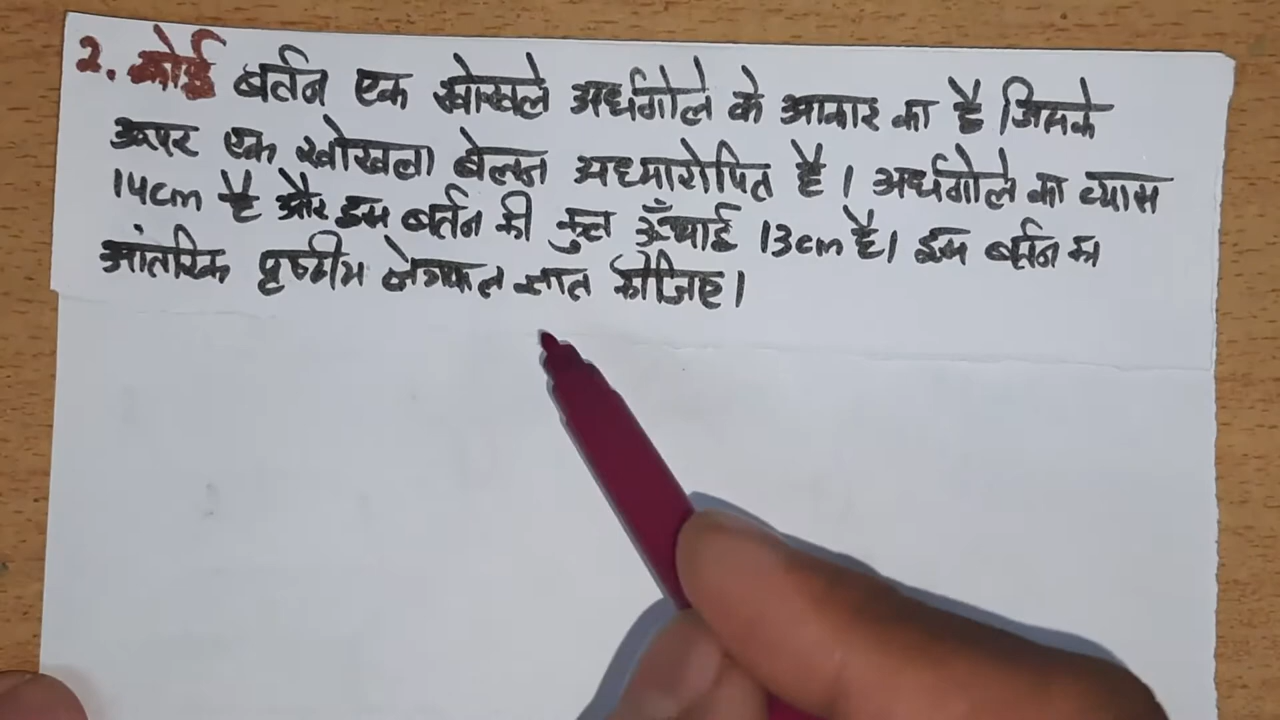 2. कोई बर्तन एक खोखले अर्धगोले के आकार का है जिसके
ऊपर एक खोखला बेलन अध्यारोपित है। अर्धगोले का व्यास
14cm है और इस बर्तन की कुल ऊँचाई 13cm है। इस बर्तन का
आंतरिक पृष्ठीय क्षेत्रफल ज्ञात कीजिए।